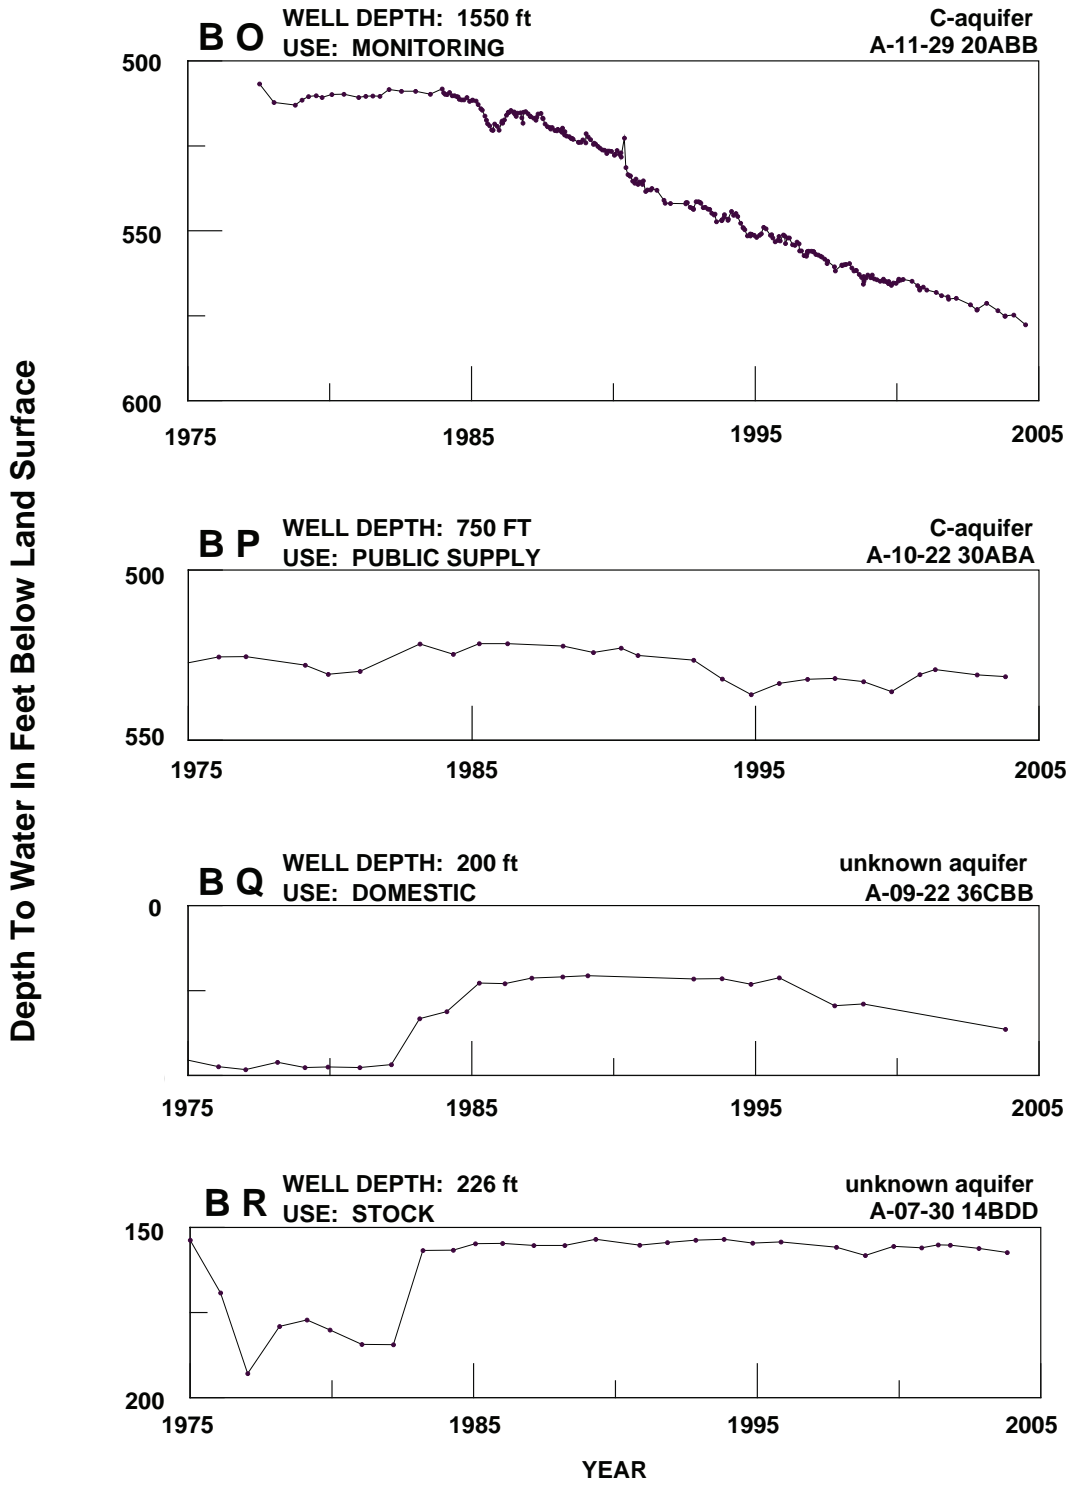 Depth To Water In Feet Below Land Surface
B O
WELL DEPTH: 1550 ft
USE: MONITORING
C-aquifer
A-11-29 20ABB
500
550
600
1975
1985
1995
2005
B P
WELL DEPTH: 750 FT
USE: PUBLIC SUPPLY
C-aquifer
A-10-22 30ABA
500
550
1975
1985
1995
2005
B Q
WELL DEPTH: 200 ft
USE: DOMESTIC
unknown aquifer
A-09-22 36CBB
0
1975
1985
1995
2005
B R
WELL DEPTH: 226 ft
USE: STOCK
unknown aquifer
A-07-30 14BDD
150
200
1975
1985
1995
2005
YEAR